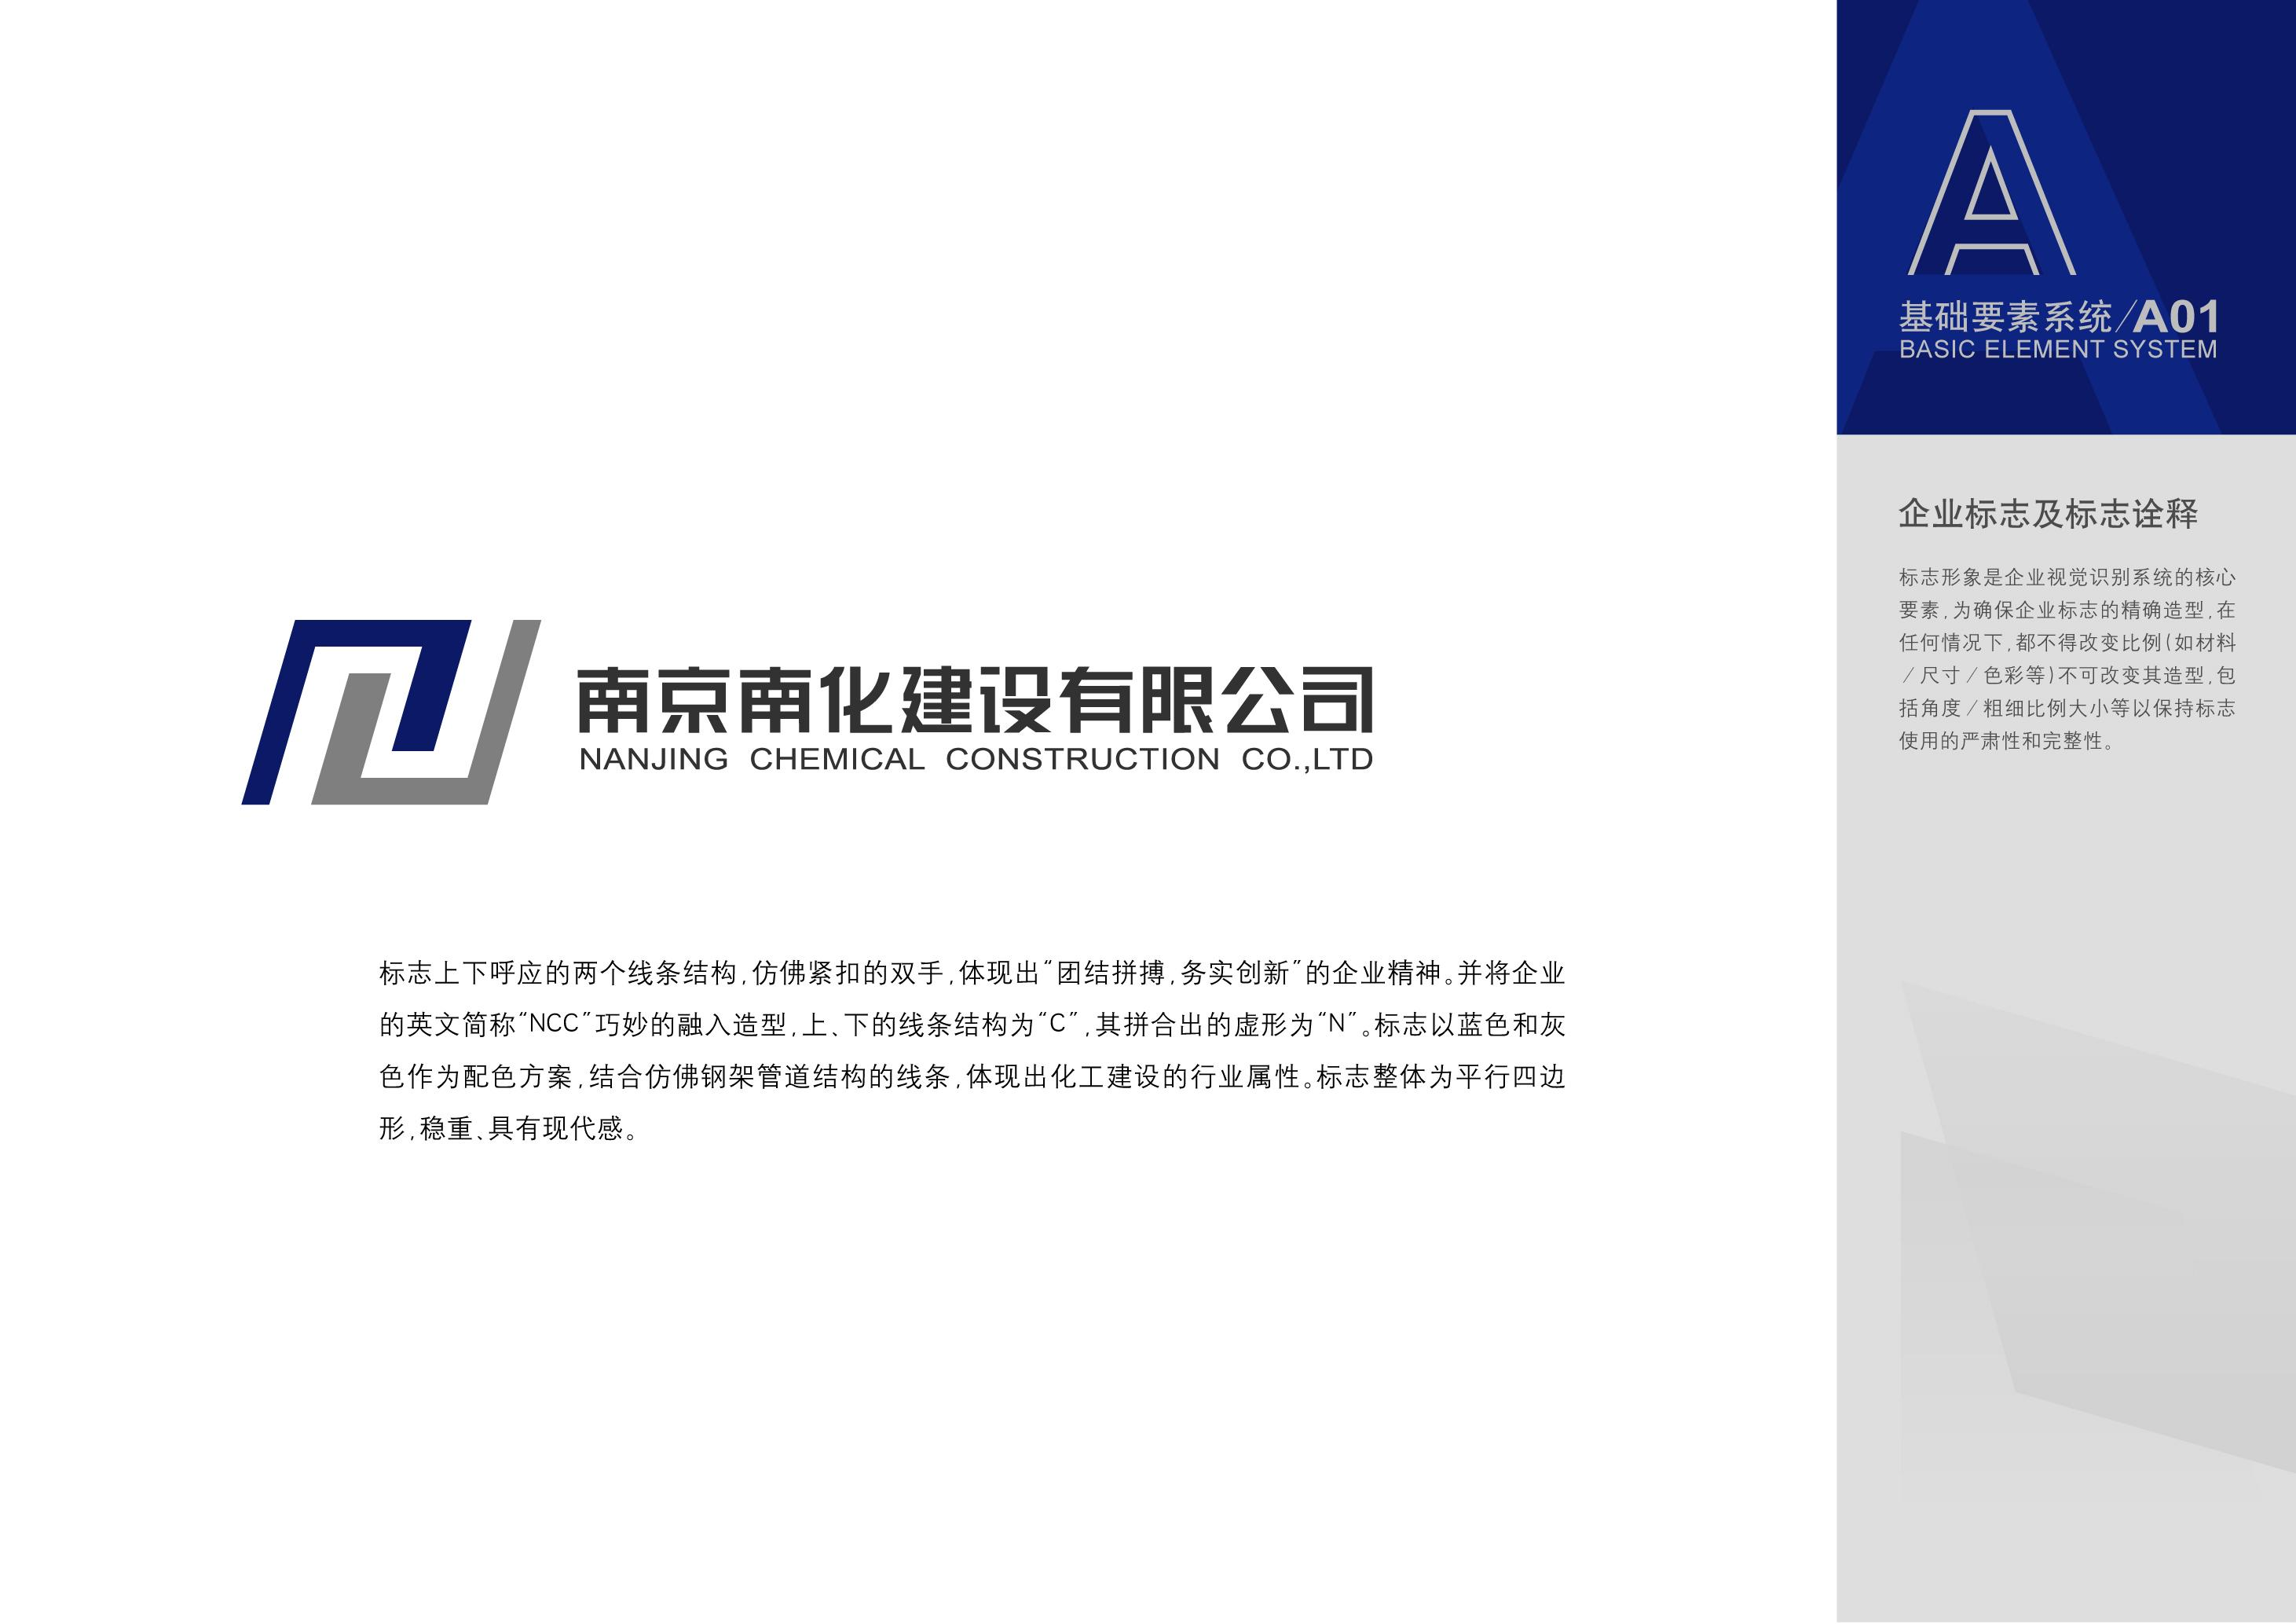 A
基础要素系统/A01
BASIC ELEMENT SYSTEM
企业标志及标志诠释
标志形象是企业视觉识别系统的核心
要素,为确保企业标志的精确造型,在
任何情况下,都不得改变比例(如材料
/尺寸/色彩等)不可改变其造型,包
括角度/粗细比例大小等以保持标志
使用的严肃性和完整性。
南京南化建设有限公司
NANJING CHEMICAL CONSTRUCTION CO.,LTD
标志上下呼应的两个线条结构,仿佛紧扣的双手,体现出“团结拼搏,务实创新”的企业精神。并将企业
的英文简称“NCC”巧妙的融入造型,上、下的线条结构为“C”,其拼合出的虚形为“N”。标志以蓝色和灰
色作为配色方案,结合仿佛钢架管道结构的线条,体现出化工建设的行业属性。标志整体为平行四边
形,稳重、具有现代感。